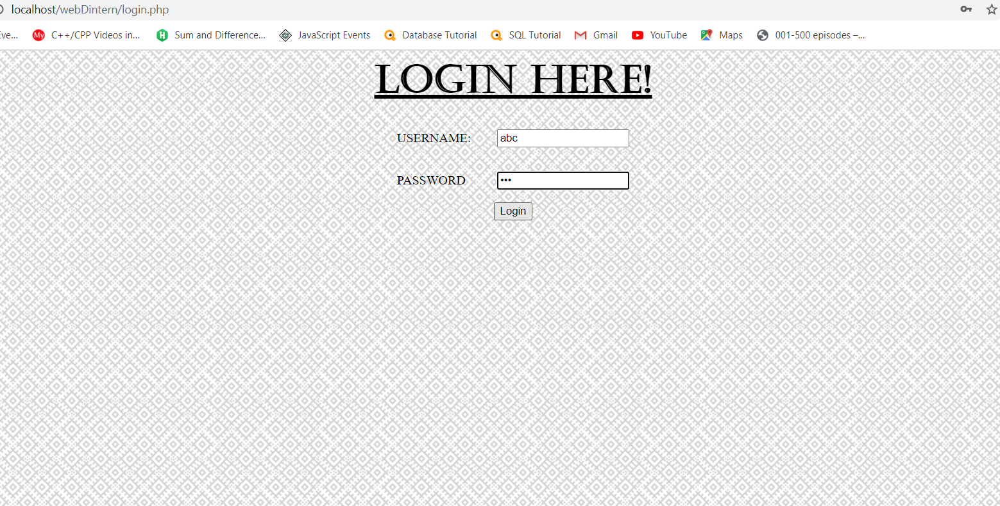 localhost/webDintern/login.php
Eve... My C++/CPP Videos in... H Sum and Difference... JavaScript Events Database Tutorial SQL Tutorial Gmail YouTube Maps 001-500 episodes –...
LOGIN HERE!
USERNAME: abc
PASSWORD •••
Login